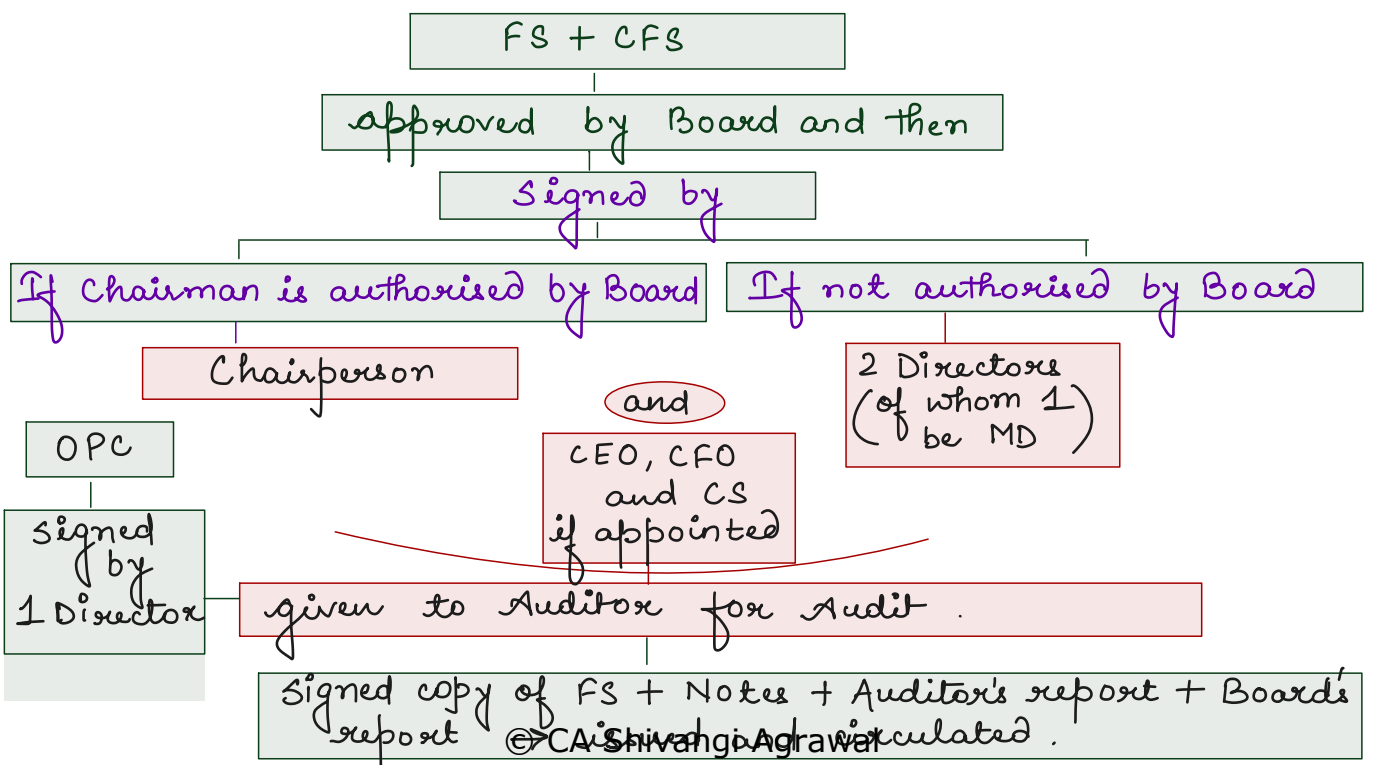 FS + CFS
approved by Board and then
Signed by
If Chairman is authorised by Board
If not authorised by Board
Chairperson
2 Directors
(of whom 1
be MD)
and
OPC
CEO, CFO
and CS
if appointed
signed
by
1 Director
given to Auditor for Audit .
Signed copy of FS + Notes + Auditor's report + Board's
report → issued and circulated .
© CA Shivangi Agrawal